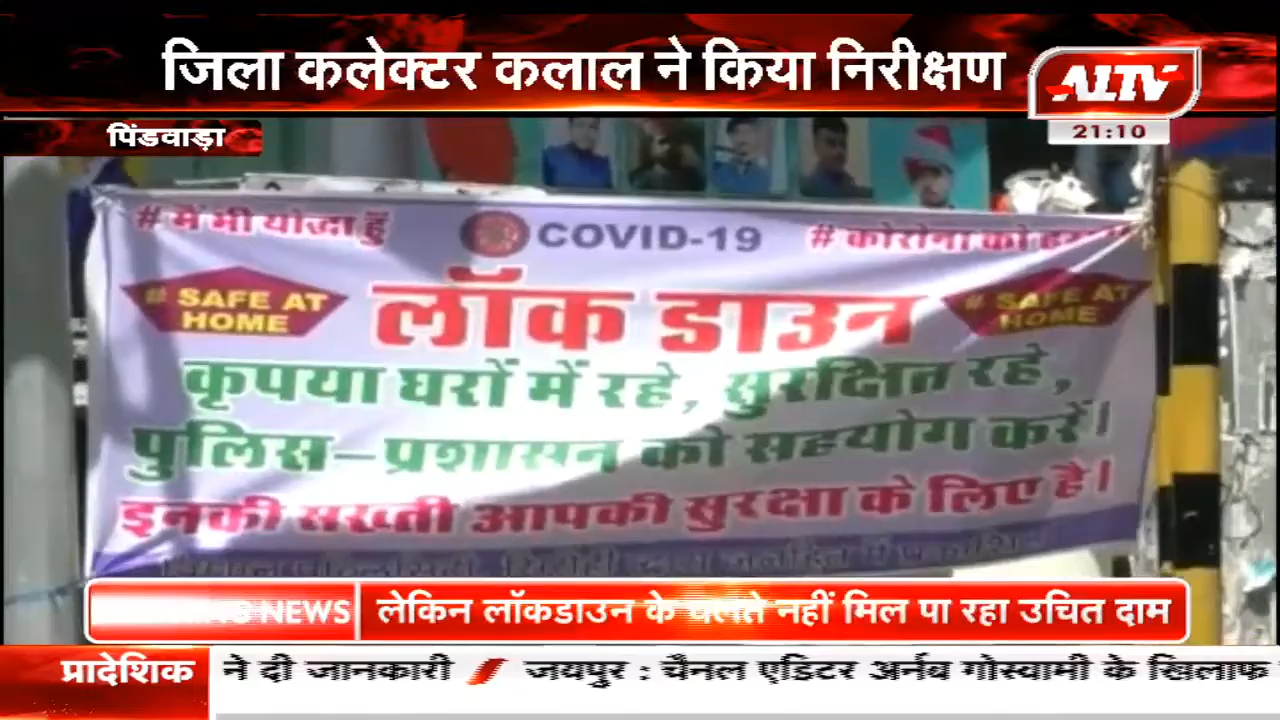 जिला कलेक्टर कलाल ने किया निरीक्षण
ALTV
21:10
पिंडवाड़ा
# मैं भी योद्धा हूँ
COVID-19
# कोरोना को
# SAFE AT HOME
लॉक डाउन
# SAFE AT HOME
कृपया घरों में रहे, सुरक्षित रहे,
पुलिस-प्रशासन को सहयोग करें।
इनकी सख्ती आपकी सुरक्षा के लिए है।
NEWS
लेकिन लॉकडाउन के चलते नहीं मिल पा रहा उचित दाम
प्रादेशिक
ने दी जानकारी
जयपुर : चैनल एडिटर अर्नब गोस्वामी के खिलाफ